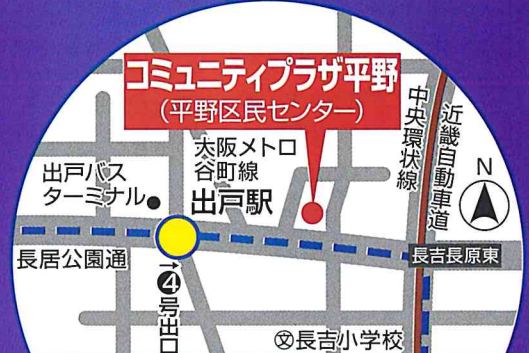 コミュニティプラザ平野
(平野区民センター)
中央環状線
近畿自動車道
N
大阪メトロ
谷町線
出戸駅
出戸バス
ターミナル
長居公園通
長吉長原東
→❹号出口
文長吉小学校